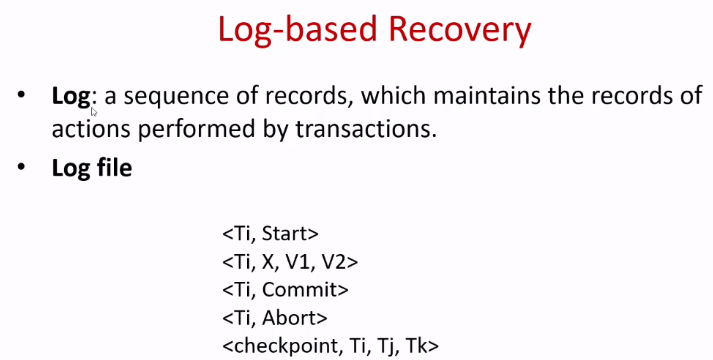 Log-based Recovery
• Log: a sequence of records, which maintains the records of
actions performed by transactions.
• Log file
<Ti, Start>
<Ti, X, V1, V2>
<Ti, Commit>
<Ti, Abort>
<checkpoint, Ti, Tj, Tk>